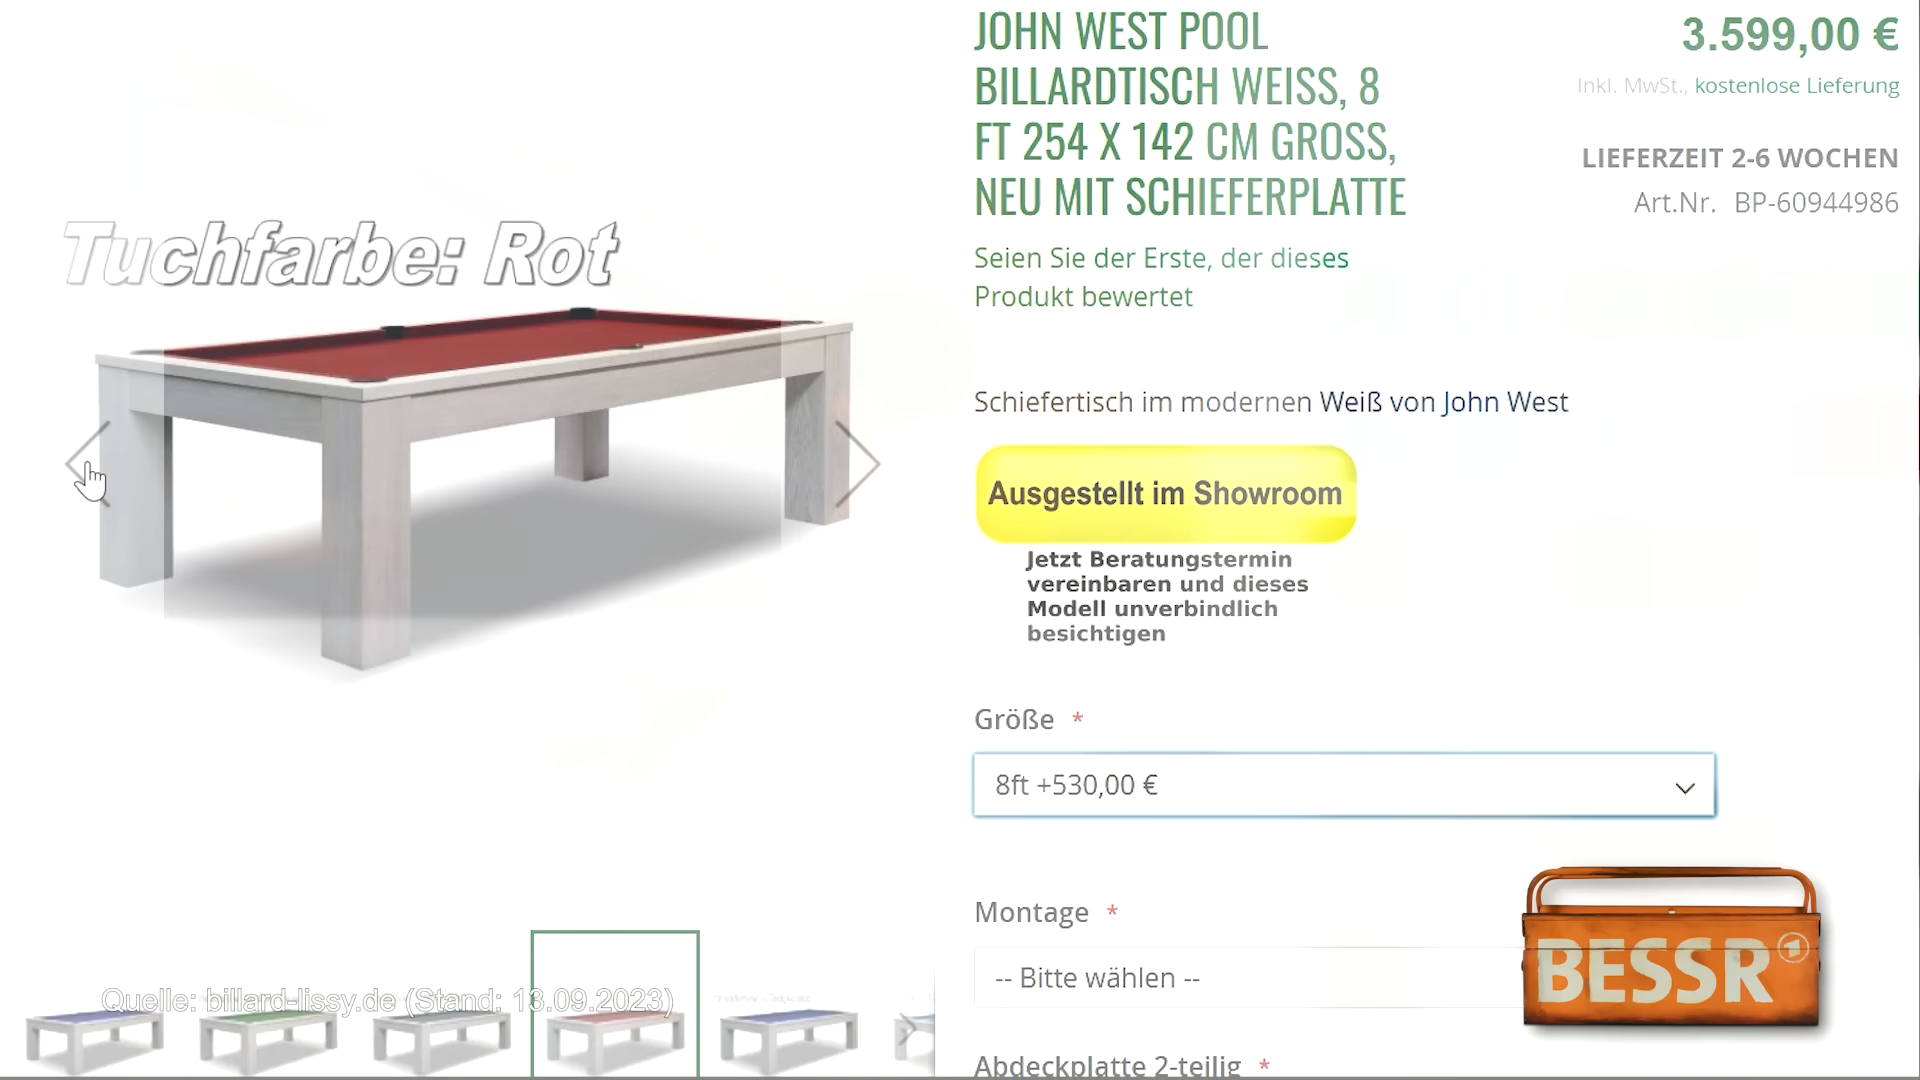 JOHN WEST POOL
BILLARDTISCH WEISS, 8
FT 254 X 142 CM GROSS,
NEU MIT SCHIEFERPLATTE
3.599,00 €
Inkl. MwSt., kostenlose Lieferung
LIEFERZEIT 2-6 WOCHEN
Art.Nr. BP-60944986
Seien Sie der Erste, der dieses
Produkt bewertet
Tuchfarbe: Rot
Schiefertisch im modernen Weiß von John West
Ausgestellt im Showroom
Jetzt Beratungstermin
vereinbaren und dieses
Modell unverbindlich
besichtigen
Größe *
8ft +530,00 €
Montage *
-- Bitte wählen --
Abdeckplatte 2-teilig *
Quelle: billard-lissy.de (Stand: 13.09.2023)
BESSR 1